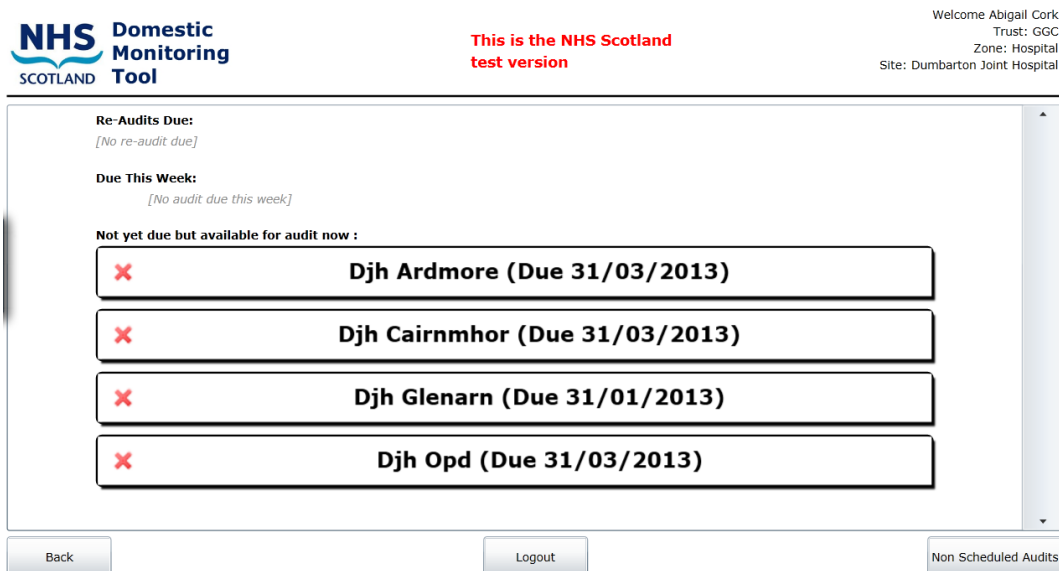 NHS
SCOTLAND
Domestic
Monitoring
Tool
This is the NHS Scotland
test version
Welcome Abigail Cork
Trust: GGC
Zone: Hospital
Site: Dumbarton Joint Hospital
Re-Audits Due:
[No re-audit due]
Due This Week:
[No audit due this week]
Not yet due but available for audit now :
Djh Ardmore (Due 31/03/2013)
Djh Cairnmhor (Due 31/03/2013)
Djh Glenarn (Due 31/01/2013)
Djh Opd (Due 31/03/2013)
Back
Logout
Non Scheduled Audits